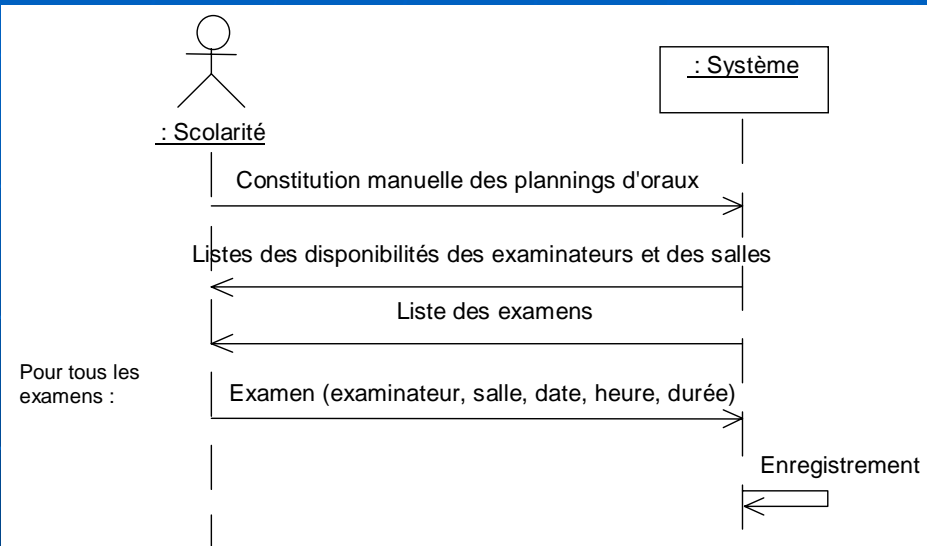 : Système
: Scolarité
Constitution manuelle des plannings d'oraux
Listes des disponibilités des examinateurs et des salles
Liste des examens
Pour tous les
examens :
Examen (examinateur, salle, date, heure, durée)
Enregistrement